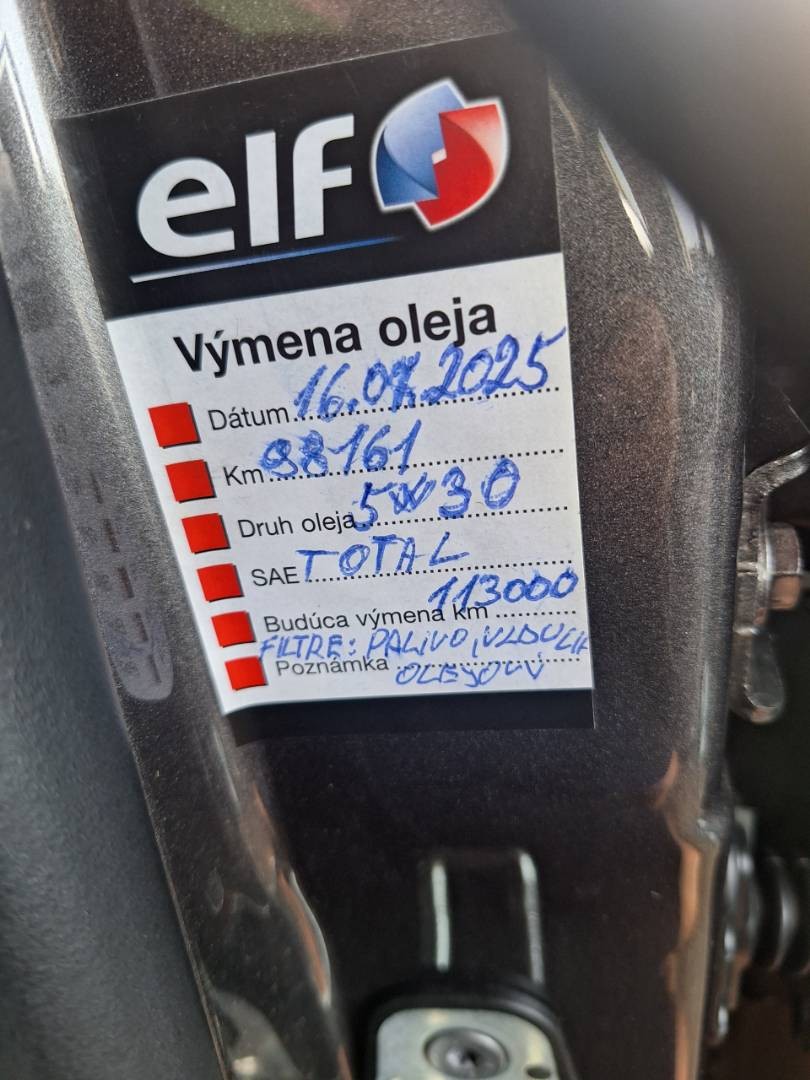 elf
Výmena oleja
Dátum 16.07.2025
Km 98161
Druh oleja 5W30
SAE TOTAL
Budúca výmena km 113000
FILTRE: PALIVO, VZDUCH
Poznámka OLEJOVÝ